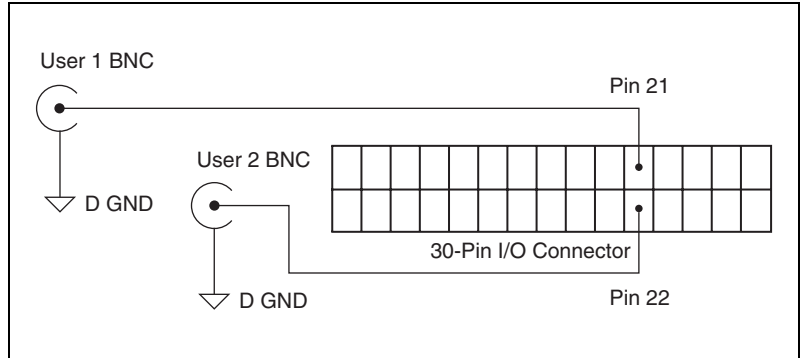 User 1 BNC
Pin 21
User 2 BNC
D GND
30-Pin I/O Connector
D GND
Pin 22